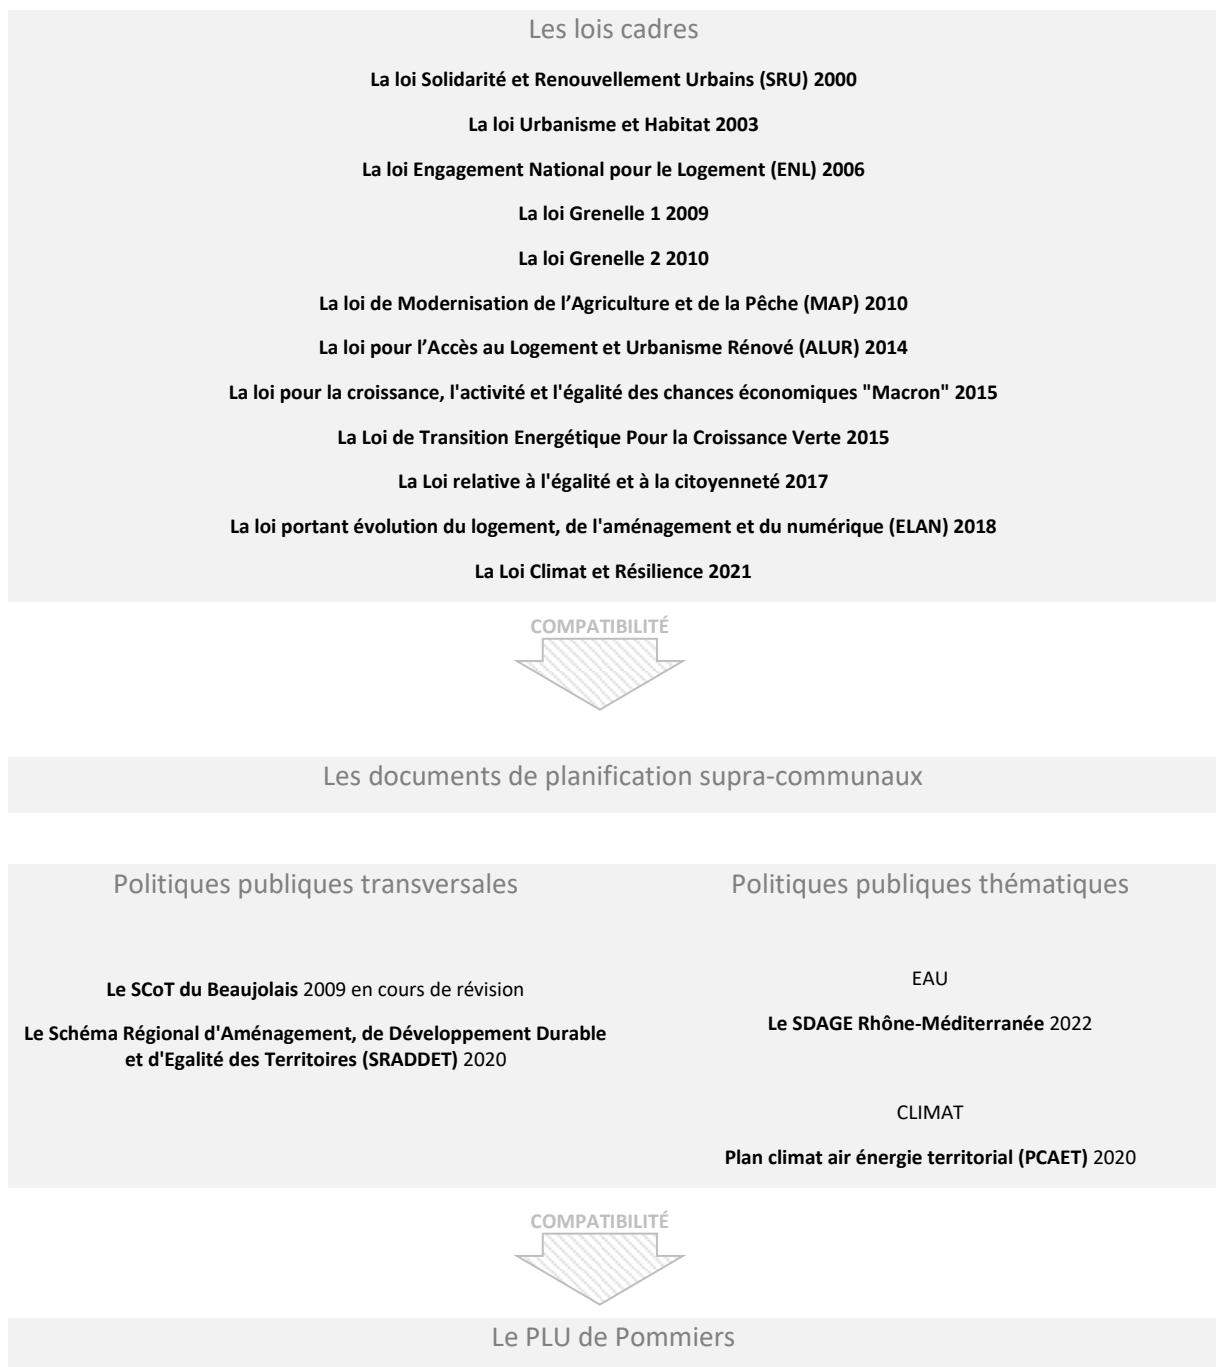 Les lois cadres
La loi Solidarité et Renouvellement Urbains (SRU) 2000
La loi Urbanisme et Habitat 2003
La loi Engagement National pour le Logement (ENL) 2006
La loi Grenelle 1 2009
La loi Grenelle 2 2010
La loi de Modernisation de l’Agriculture et de la Pêche (MAP) 2010
La loi pour l’Accès au Logement et Urbanisme Rénové (ALUR) 2014
La loi pour la croissance, l'activité et l'égalité des chances économiques "Macron" 2015
La Loi de Transition Energétique Pour la Croissance Verte 2015
La Loi relative à l'égalité et à la citoyenneté 2017
La loi portant évolution du logement, de l'aménagement et du numérique (ELAN) 2018
La Loi Climat et Résilience 2021
COMPATIBILITÉ
Les documents de planification supra-communaux
Politiques publiques transversales
Le SCoT du Beaujolais 2009 en cours de révision
Le Schéma Régional d'Aménagement, de Développement Durable
et d'Egalité des Territoires (SRADDET) 2020
Politiques publiques thématiques
EAU
Le SDAGE Rhône-Méditerranée 2022
CLIMAT
Plan climat air énergie territorial (PCAET) 2020
COMPATIBILITÉ
Le PLU de Pommiers